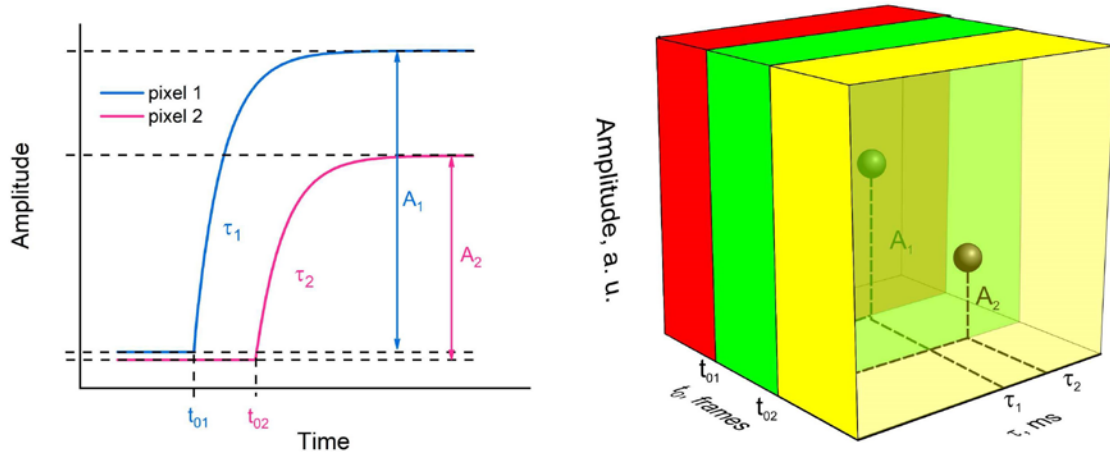 pixel 1
pixel 2
Amplitude
τ₁
τ₂
A₁
A₂
t₀₁
t₀₂
Time
Amplitude, a. u.
A₁
A₂
t₀₁
t₀₂
t₀, frames
τ₁
τ₂
τ, ms